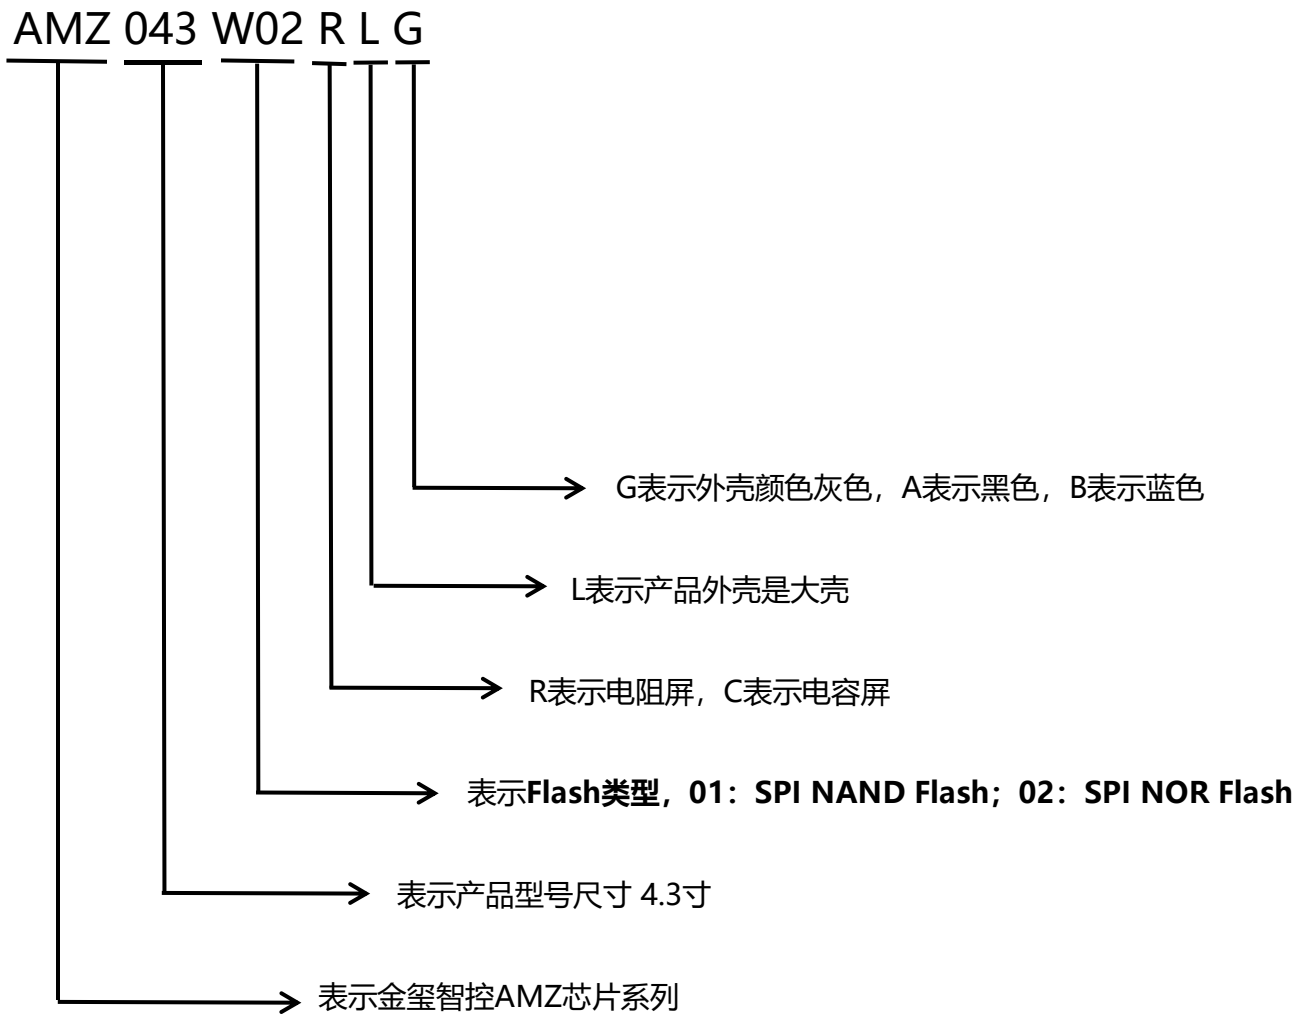 AMZ 043 W02 R L G
G表示外壳颜色灰色，A表示黑色，B表示蓝色
L表示产品外壳是大壳
R表示电阻屏，C表示电容屏
表示Flash类型，01：SPI NAND Flash；02：SPI NOR Flash
表示产品型号尺寸 4.3寸
表示金玺智控AMZ芯片系列